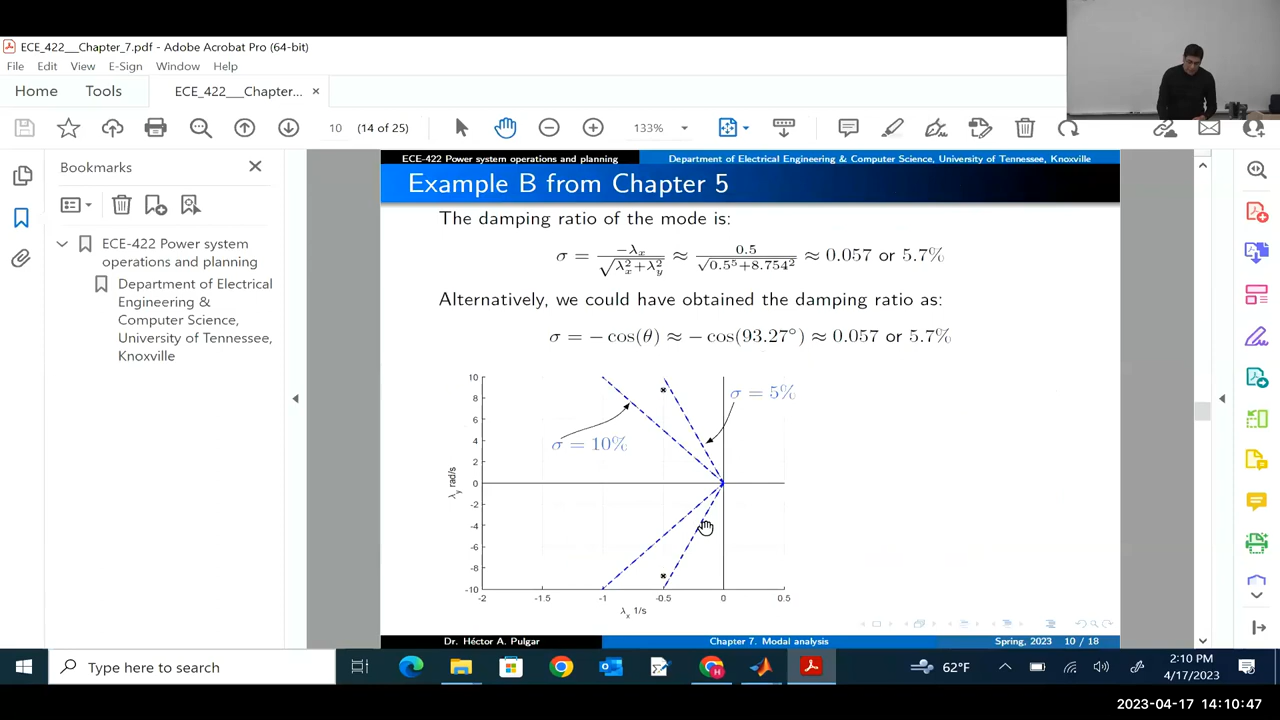 ECE_422___Chapter_7.pdf - Adobe Acrobat Pro (64-bit)
File Edit View E-Sign Window Help
Home Tools ECE_422___Chapter... ×
10 (14 of 25) 133%
Bookmarks
ECE-422 Power system
operations and planning
Department of Electrical
Engineering &
Computer Science,
University of Tennessee,
Knoxville
ECE-422 Power system operations and planning Department of Electrical Engineering & Computer Science, University of Tennessee, Knoxville
Example B from Chapter 5
The damping ratio of the mode is:
σ = −λx / √(λx²+λy²) ≈ 0.5 / √(0.5⁵+8.754²) ≈ 0.057 or 5.7%
Alternatively, we could have obtained the damping ratio as:
σ = − cos(θ) ≈ − cos(93.27°) ≈ 0.057 or 5.7%
10
8
6
4
2
0
-2
-4
-6
-8
-10
λy rad/s
σ = 5%
σ = 10%
-2 -1.5 -1 -0.5 0 0.5
λx 1/s
Dr. Héctor A. Pulgar Chapter 7. Modal analysis Spring, 2023 10 / 18
Type here to search
62°F
2:10 PM
4/17/2023
2023-04-17 14:10:47